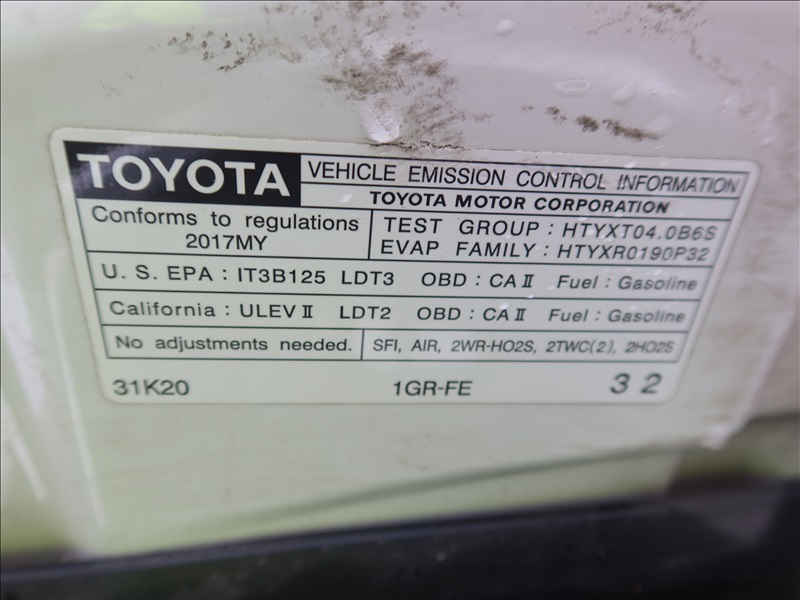 TOYOTA
VEHICLE EMISSION CONTROL INFORMATION
TOYOTA MOTOR CORPORATION
Conforms to regulations
2017MY
TEST GROUP : HTYXT04.0B6S
EVAP FAMILY : HTYXR0190P32
U. S. EPA : IT3B125 LDT3 OBD : CA II Fuel : Gasoline
California : ULEV II LDT2 OBD : CA II Fuel : Gasoline
No adjustments needed.
SFI, AIR, 2WR-HO2S, 2TWC(2), 2HO2S
31K20 1GR-FE 32